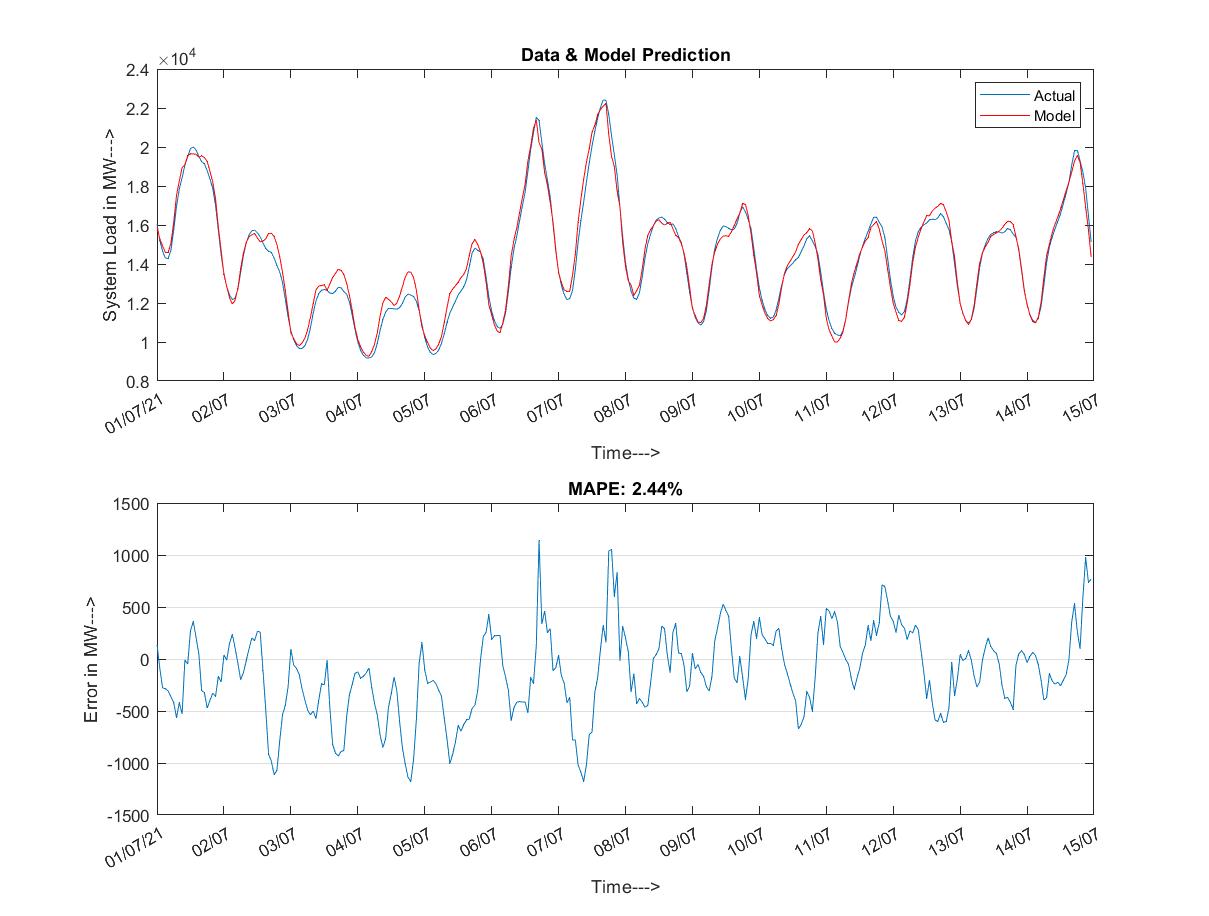 Data & Model Prediction
×10⁴
2.4
2.2
2
1.8
1.6
1.4
1.2
1
0.8
System Load in MW--->
Actual
Model
01/07/21 02/07 03/07 04/07 05/07 06/07 07/07 08/07 09/07 10/07 11/07 12/07 13/07 14/07 15/07
Time--->
MAPE: 2.44%
1500
1000
500
0
-500
-1000
-1500
Error in MW--->
01/07/21 02/07 03/07 04/07 05/07 06/07 07/07 08/07 09/07 10/07 11/07 12/07 13/07 14/07 15/07
Time--->